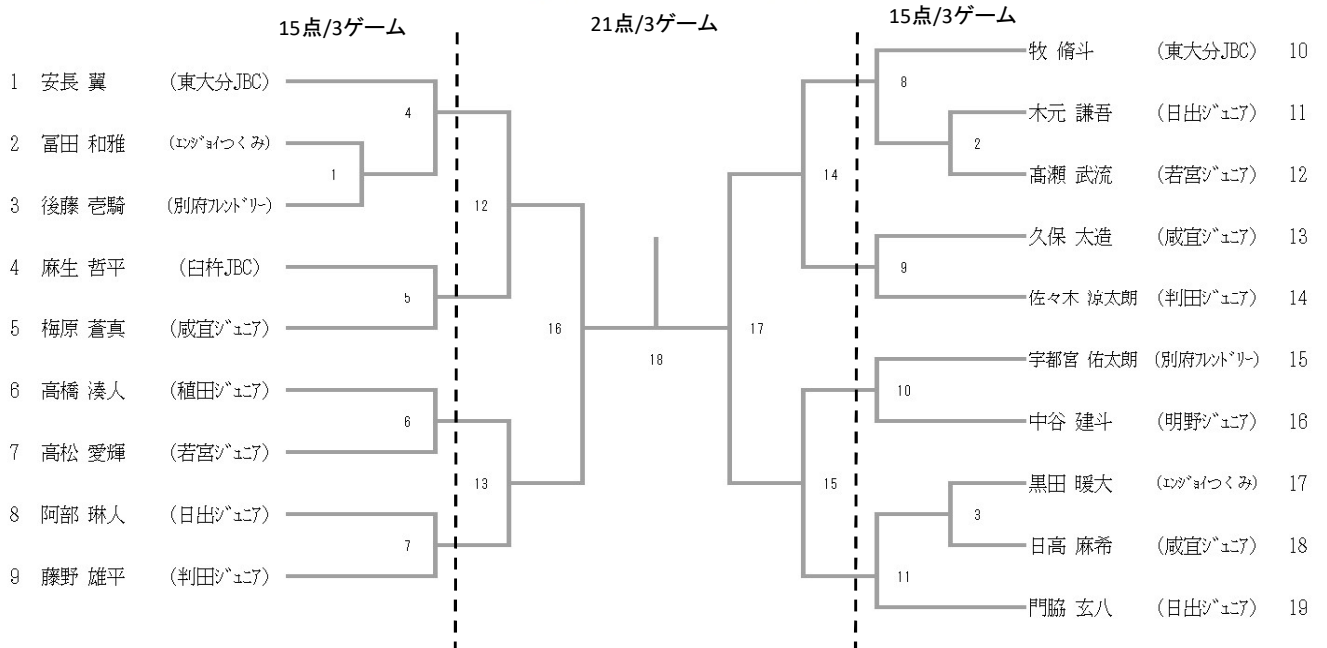 15点/3ゲーム
21点/3ゲーム
15点/3ゲーム
1 安長 翼 (東大分JBC)
2 冨田 和雅 (ｴﾝｼﾞｮｲつくみ)
3 後藤 壱騎 (別府ﾌﾚﾝﾄﾞﾘｰ)
4 麻生 哲平 (臼杵JBC)
5 梅原 蒼真 (咸宜ｼﾞｭﾆｱ)
6 高橋 湊人 (稙田ｼﾞｭﾆｱ)
7 高松 愛輝 (若宮ｼﾞｭﾆｱ)
8 阿部 琳人 (日出ｼﾞｭﾆｱ)
9 藤野 雄平 (判田ｼﾞｭﾆｱ)
4
1
12
5
16
6
13
7
18
17
14
8
2
9
10
15
3
11
牧 脩斗 (東大分JBC) 10
木元 謙吾 (日出ｼﾞｭﾆｱ) 11
髙瀬 武流 (若宮ｼﾞｭﾆｱ) 12
久保 太造 (咸宜ｼﾞｭﾆｱ) 13
佐々木 涼太朗 (判田ｼﾞｭﾆｱ) 14
宇都宮 佑太朗 (別府ﾌﾚﾝﾄﾞﾘｰ) 15
中谷 建斗 (明野ｼﾞｭﾆｱ) 16
黒田 暖大 (ｴﾝｼﾞｮｲつくみ) 17
日高 麻希 (咸宜ｼﾞｭﾆｱ) 18
門脇 玄八 (日出ｼﾞｭﾆｱ) 19